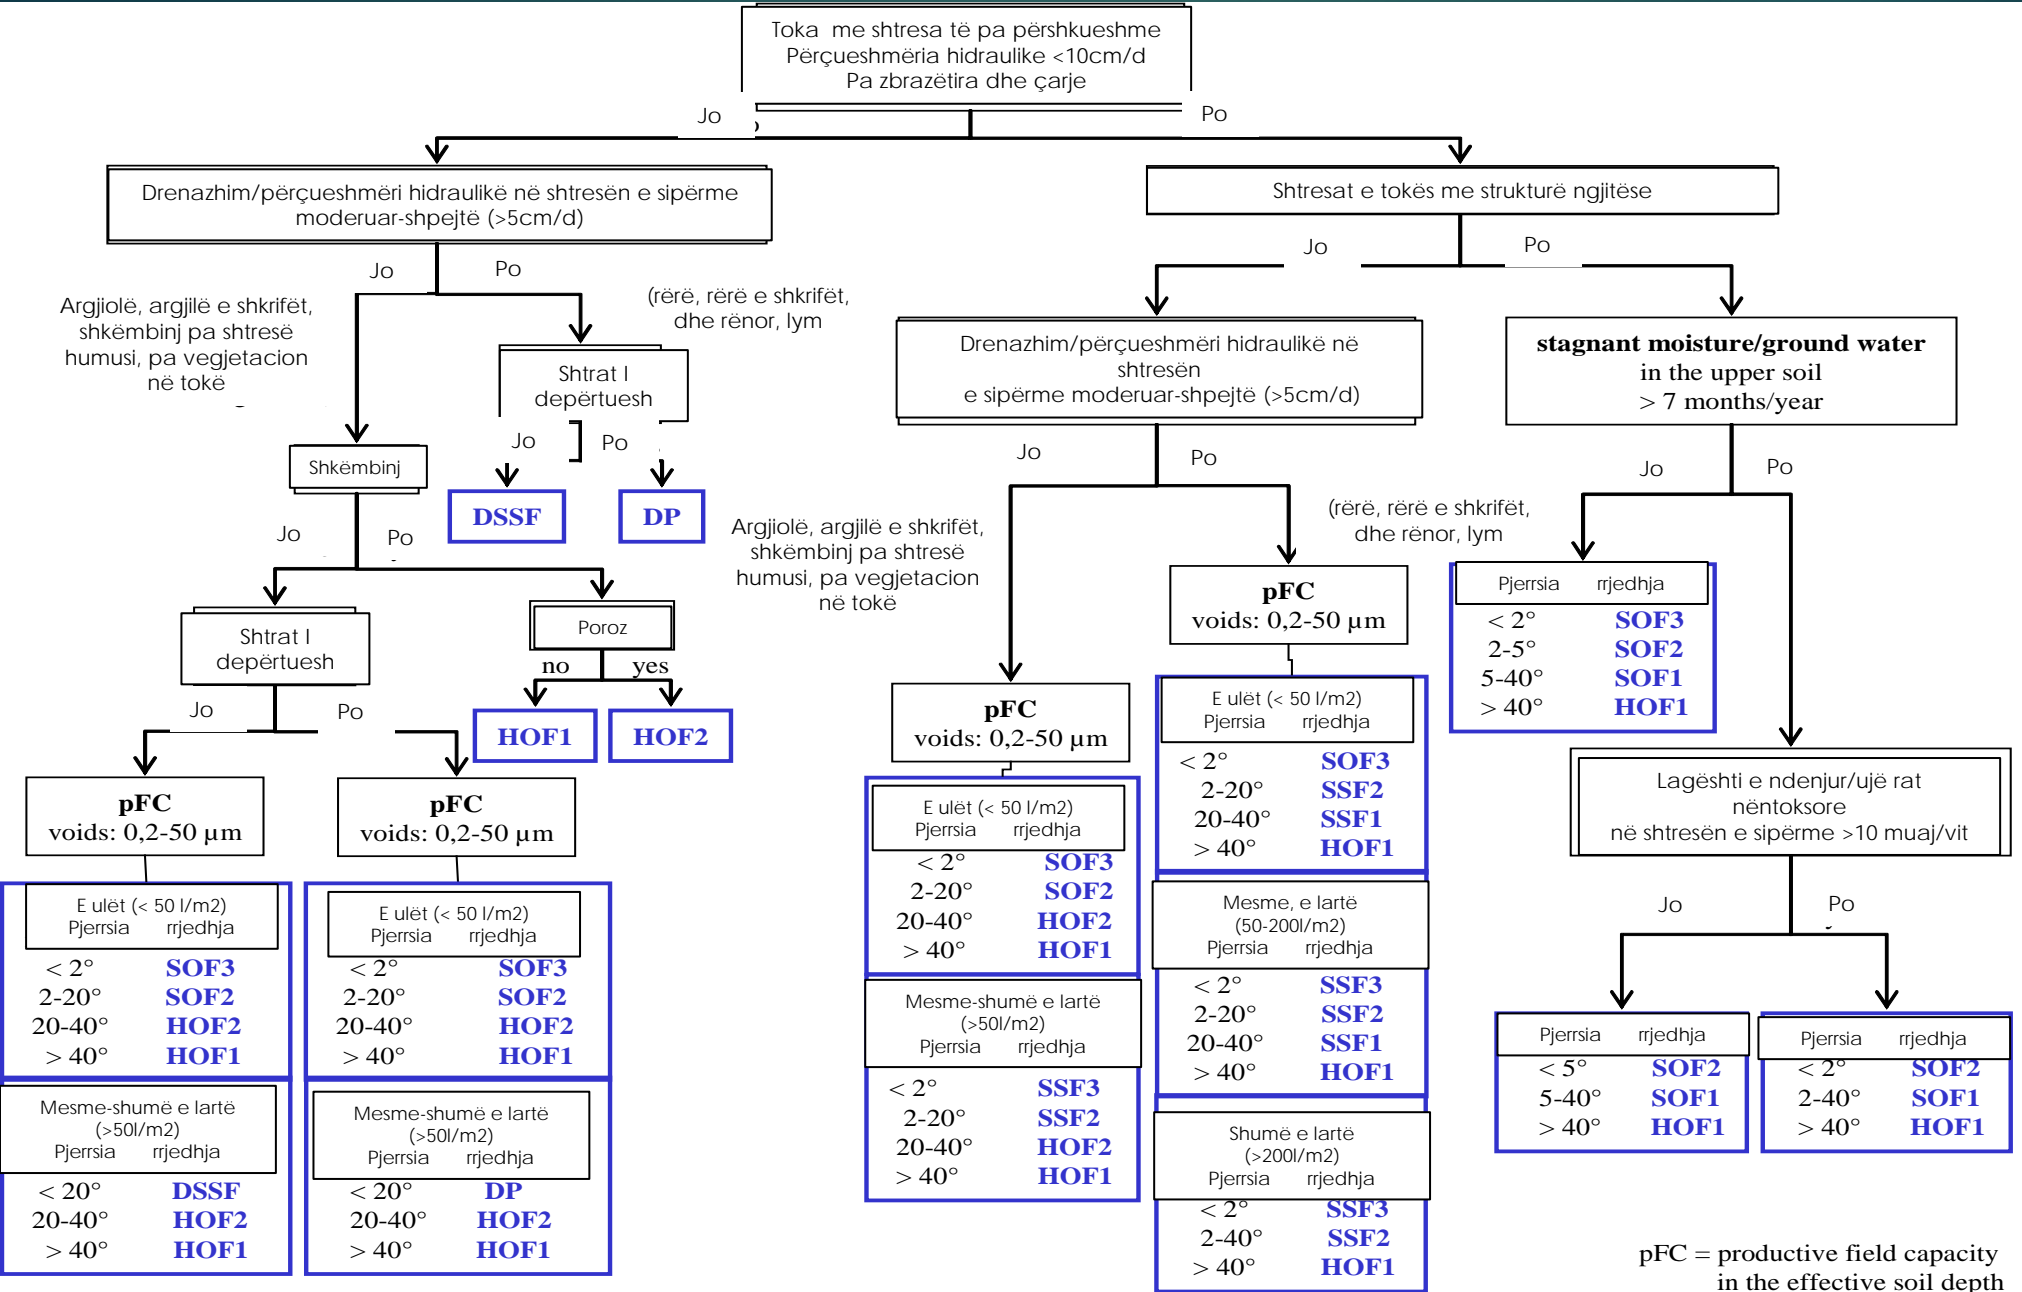 Toka me shtresa të pa përshkueshme
Përçueshmëria hidraulike <10cm/d
Pa zbrazëtira dhe çarje
Jo
Po
Drenazhim/përçueshmëri hidraulikë në shtresën e sipërme
moderuar-shpejtë (>5cm/d)
Shtresat e tokës me strukturë ngjitëse
Jo
Po
Jo
Po
Argjiolë, argjilë e shkrifët,
shkëmbinj pa shtresë
humusi, pa vegjetacion
në tokë
(rërë, rërë e shkrifët,
dhe rënor, lym
Shtrat I
depërtuesh
Drenazhim/përçueshmëri hidraulikë në
shtresën
e sipërme moderuar-shpejtë (>5cm/d)
stagnant moisture/ground water
in the upper soil
> 7 months/year
Jo
Po
Shkëmbinj
DSSF
DP
Jo
Po
Jo
Po
Jo
Po
Argjiolë, argjilë e shkrifët,
shkëmbinj pa shtresë
humusi, pa vegjetacion
në tokë
(rërë, rërë e shkrifët,
dhe rënor, lym
Shtrat I
depërtuesh
Poroz
no
yes
HOF1
HOF2
Jo
Po
pFC
voids: 0,2-50 µm
E ulët (< 50 l/m2)
Pjerrsia rrjedhja
< 2° SOF3
2-20° SOF2
20-40° HOF2
> 40° HOF1
Mesme-shumë e lartë
(>50l/m2)
Pjerrsia rrjedhja
< 20° DSSF
20-40° HOF2
> 40° HOF1
pFC
voids: 0,2-50 µm
E ulët (< 50 l/m2)
Pjerrsia rrjedhja
< 2° SOF3
2-20° SOF2
20-40° HOF2
> 40° HOF1
Mesme-shumë e lartë
(>50l/m2)
Pjerrsia rrjedhja
< 20° DP
20-40° HOF2
> 40° HOF1
pFC
voids: 0,2-50 µm
E ulët (< 50 l/m2)
Pjerrsia rrjedhja
< 2° SOF3
2-20° SOF2
20-40° HOF2
> 40° HOF1
Mesme-shumë e lartë
(>50l/m2)
Pjerrsia rrjedhja
< 2° SSF3
2-20° SSF2
20-40° HOF2
> 40° HOF1
pFC
voids: 0,2-50 µm
E ulët (< 50 l/m2)
Pjerrsia rrjedhja
< 2° SOF3
2-20° SSF2
20-40° SSF1
> 40° HOF1
Mesme, e lartë
(50-200l/m2)
Pjerrsia rrjedhja
< 2° SSF3
2-20° SSF2
20-40° SSF1
> 40° HOF1
Shumë e lartë
(>200l/m2)
Pjerrsia rrjedhja
< 2° SSF3
2-40° SSF2
> 40° HOF1
Pjerrsia rrjedhja
< 2° SOF3
2-5° SOF2
5-40° SOF1
> 40° HOF1
Lagështi e ndenjur/ujë rat
nëntoksore
në shtresën e sipërme >10 muaj/vit
Jo
Po
Pjerrsia rrjedhja
< 5° SOF2
5-40° SOF1
> 40° HOF1
Pjerrsia rrjedhja
< 2° SOF2
2-40° SOF1
> 40° HOF1
pFC = productive field capacity
in the effective soil depth